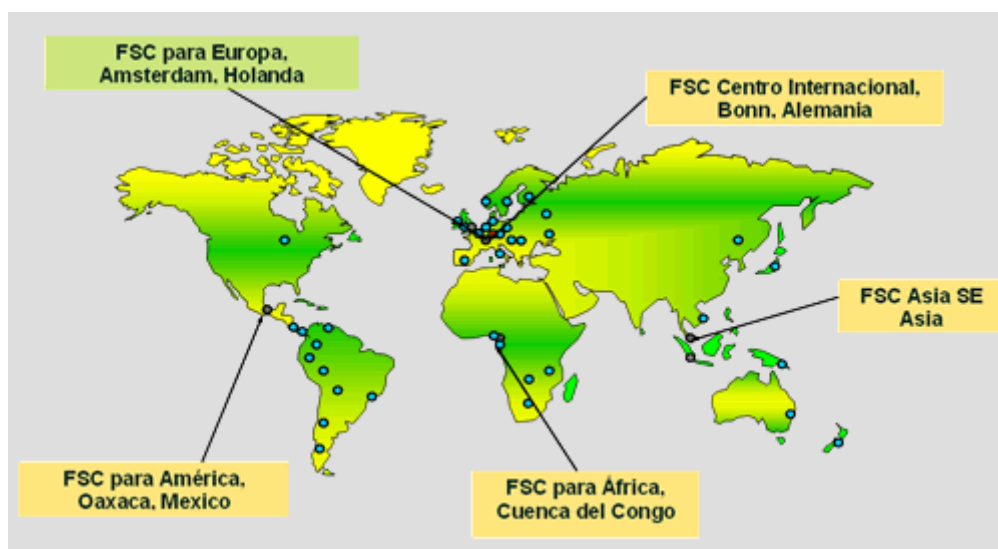 FSC para Europa,
Amsterdam, Holanda
FSC Centro Internacional,
Bonn, Alemania
FSC Asia SE
Asia
FSC para América,
Oaxaca, Mexico
FSC para África,
Cuenca del Congo